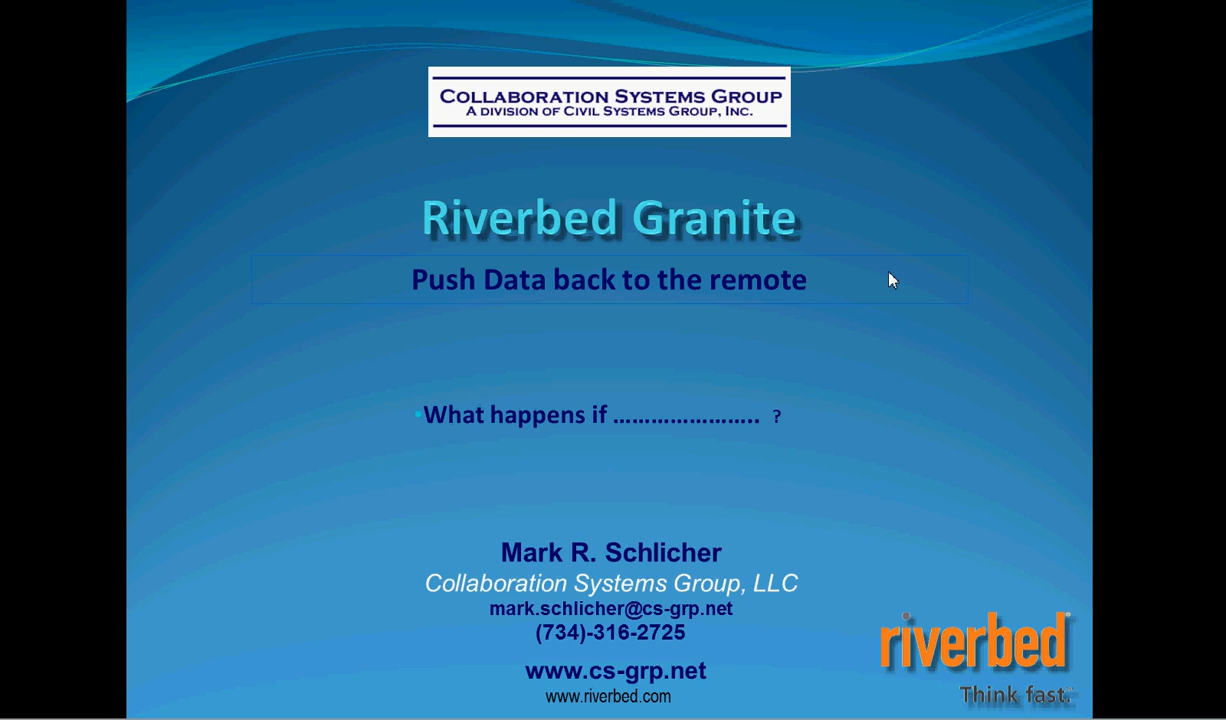 COLLABORATION SYSTEMS GROUP
A DIVISION OF CIVIL SYSTEMS GROUP, INC.
Riverbed Granite
Push Data back to the remote
•What happens if ………………….. ?
Mark R. Schlicher
Collaboration Systems Group, LLC
mark.schlicher@cs-grp.net
(734)-316-2725
www.cs-grp.net
www.riverbed.com
riverbed
Think fast.